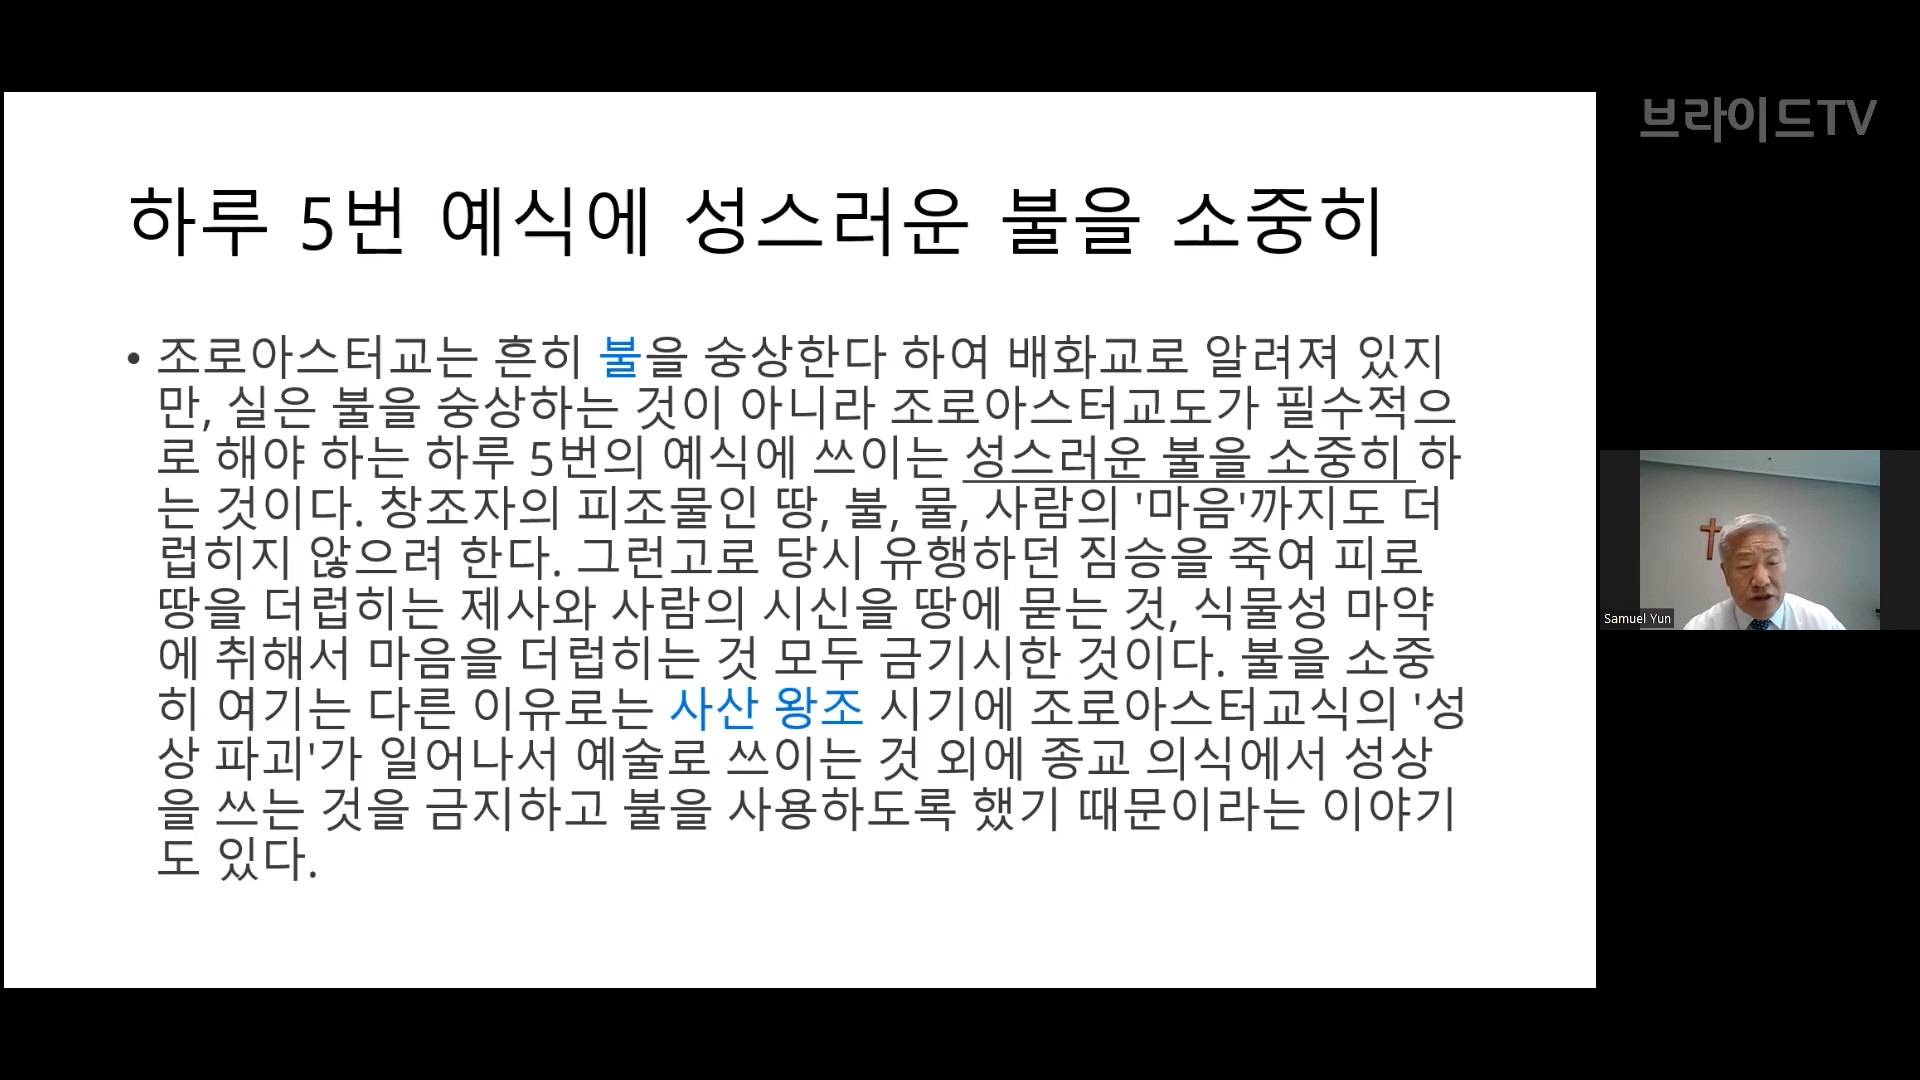 브라이드TV
하루 5번 예식에 성스러운 불을 소중히
• 조로아스터교는 흔히 불을 숭상한다 하여 배화교로 알려져 있지
만, 실은 불을 숭상하는 것이 아니라 조로아스터교도가 필수적으
로 해야 하는 하루 5번의 예식에 쓰이는 성스러운 불을 소중히 하
는 것이다. 창조자의 피조물인 땅, 불, 물, 사람의 '마음'까지도 더
럽히지 않으려 한다. 그런고로 당시 유행하던 짐승을 죽여 피로
땅을 더럽히는 제사와 사람의 시신을 땅에 묻는 것, 식물성 마약
에 취해서 마음을 더럽히는 것 모두 금기시한 것이다. 불을 소중
히 여기는 다른 이유로는 사산 왕조 시기에 조로아스터교식의 '성
상 파괴'가 일어나서 예술로 쓰이는 것 외에 종교 의식에서 성상
을 쓰는 것을 금지하고 불을 사용하도록 했기 때문이라는 이야기
도 있다.
Samuel Yun